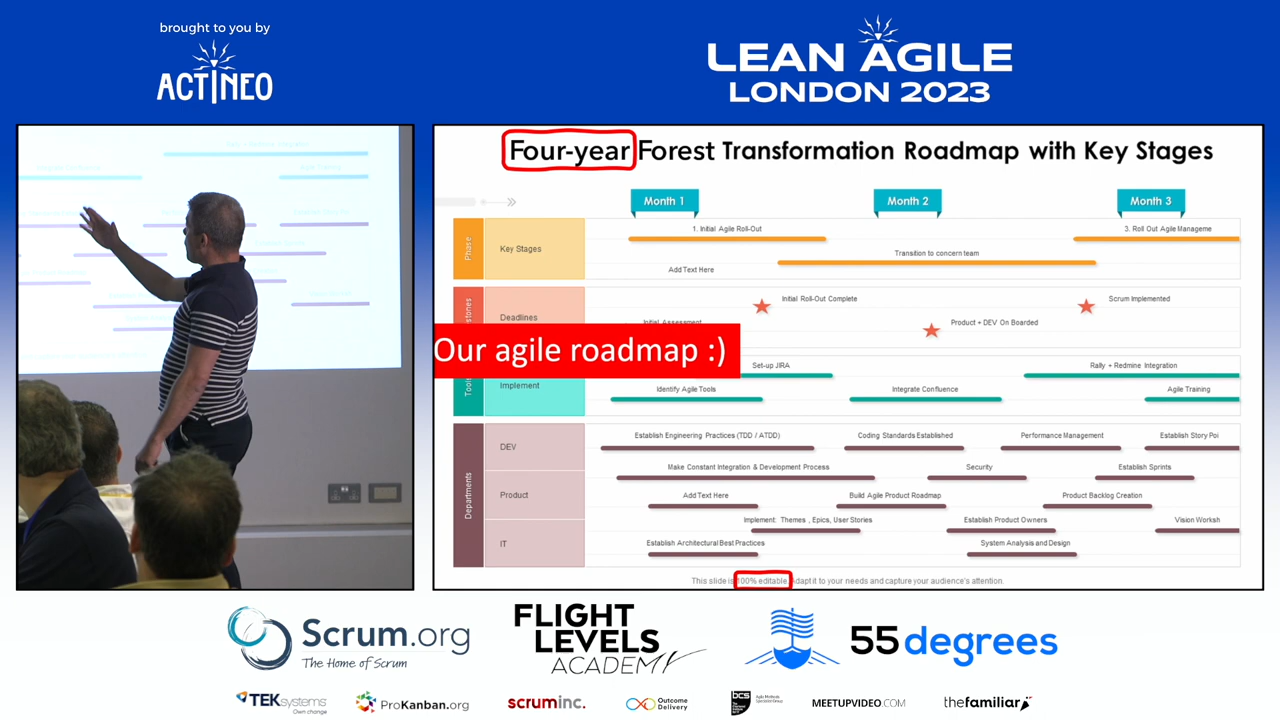 brought to you by
ACTINEO
LEAN AGILE
LONDON 2023
Four-year Forest Transformation Roadmap with Key Stages
Month 1
Month 2
Month 3
Phase
Key Stages
1. Initial Agile Roll-Out
3. Roll Out Agile Manageme
Transition to concern team
Add Text Here
Deadlines
Initial Roll-Out Complete
Scrum Implemented
Initial Assessment
Product + DEV On Boarded
Our agile roadmap :)
Implement
Set-up JIRA
Rally + Redmine Integration
Identify Agile Tools
Integrate Confluence
Agile Training
Departments
DEV
Establish Engineering Practices (TDD / ATDD)
Coding Standards Established
Performance Management
Establish Story Poi
Make Constant Integration & Development Process
Security
Establish Sprints
Product
Add Text Here
Build Agile Product Roadmap
Product Backlog Creation
Implement: Themes , Epics, User Stories
Establish Product Owners
Vision Worksh
IT
Establish Architectural Best Practices
System Analysis and Design
This slide is 100% editable. Adapt it to your needs and capture your audience's attention.
Scrum.org
The Home of Scrum
FLIGHT
LEVELS
ACADEMY
55 degrees
TEKsystems
Own change
ProKanban.org
scruminc.
Outcome
Delivery
bcs
MEETUPVIDEO.COM
thefamiliar